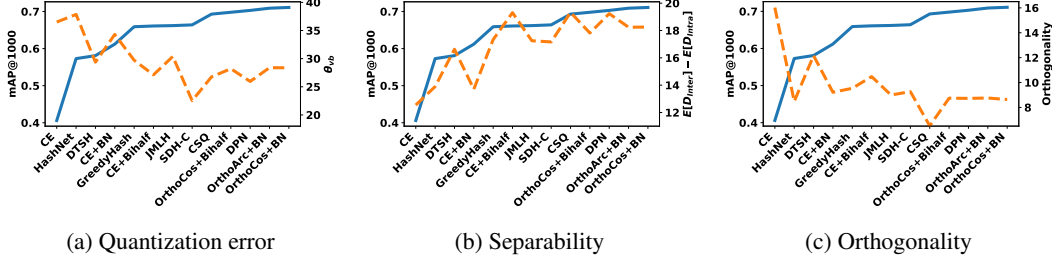 0.7
0.6
0.5
0.4
mAP@1000
40
35
30
25
20
θvb
CE
HashNet
DTSH
CE+BN
GreedyHash
CE+Bihalf
JMLH
SDH-C
CSQ
OrthoCos+Bihalf
DPN
OrthoArc+BN
OrthoCos+BN
(a) Quantization error
0.7
0.6
0.5
0.4
mAP@1000
20
18
16
14
12
E[DInter] − E[DIntra]
CE
HashNet
DTSH
CE+BN
GreedyHash
CE+Bihalf
JMLH
SDH-C
CSQ
OrthoCos+Bihalf
DPN
OrthoArc+BN
OrthoCos+BN
(b) Separability
0.7
0.6
0.5
0.4
mAP@1000
16
14
12
10
8
Orthogonality
CE
HashNet
DTSH
CE+BN
GreedyHash
CE+Bihalf
JMLH
SDH-C
CSQ
OrthoCos+Bihalf
DPN
OrthoArc+BN
OrthoCos+BN
(c) Orthogonality